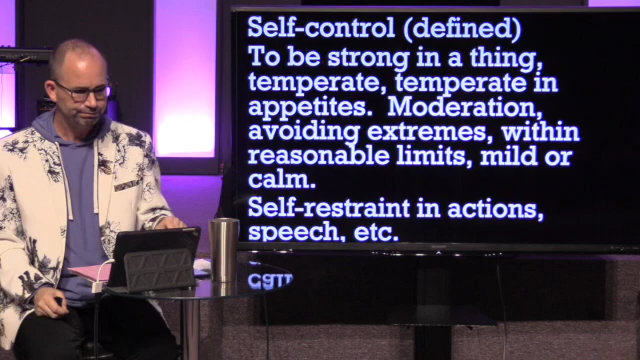 Self-control (defined)
To be strong in a thing,
temperate, temperate in
appetites.  Moderation,
avoiding extremes, within
reasonable limits, mild or
calm.
Self-restraint in actions,
speech, etc.